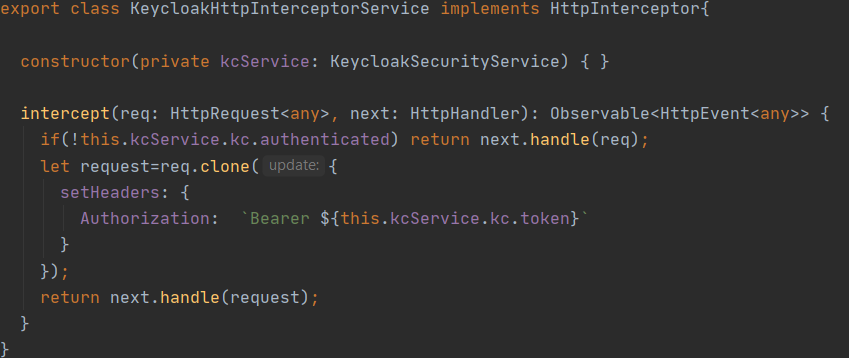 export class KeycloakHttpInterceptorService implements HttpInterceptor{
constructor(private kcService: KeycloakSecurityService) { }
intercept(req: HttpRequest<any>, next: HttpHandler): Observable<HttpEvent<any>> {
if(!this.kcService.kc.authenticated) return next.handle(req);
let request=req.clone( update: {
setHeaders: {
Authorization:  `Bearer ${this.kcService.kc.token}`
}
});
return next.handle(request);
}
}